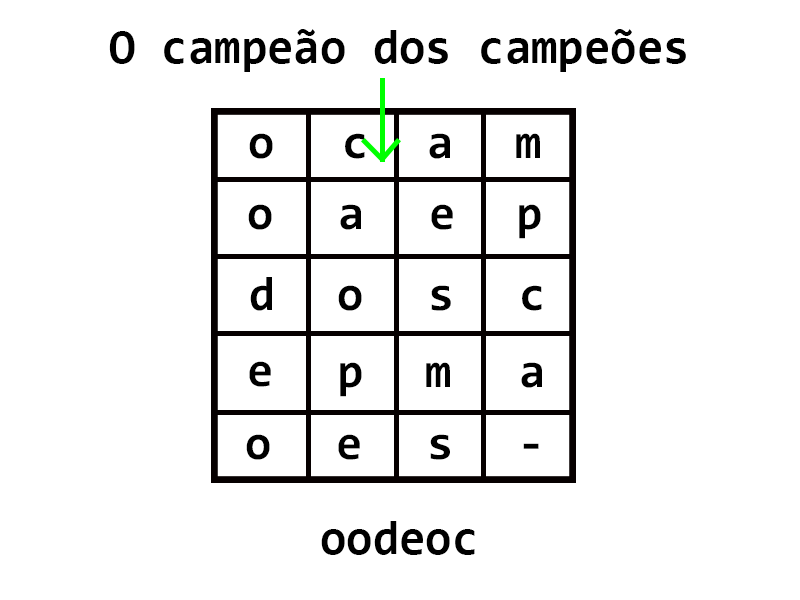 O campeão dos campeões
o c a m
o a e p
d o s c
e p m a
o e s -
oodeoc